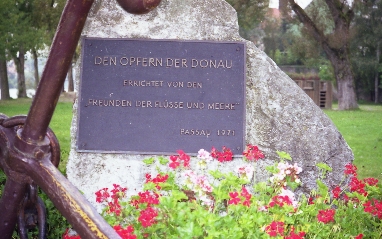 DEN OPFERN DER DONAU
ERRICHTET VON DEN
"FREUNDEN DER FLÜSSE UND MEERE"
PASSAU, 1971